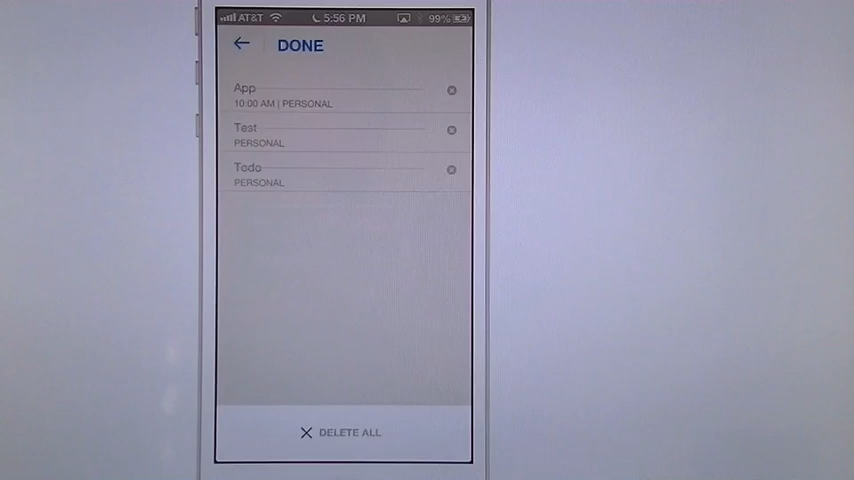 AT&T 5:56 PM 99%
DONE
App
10:00 AM | PERSONAL
Test
PERSONAL
Todo
PERSONAL
DELETE ALL